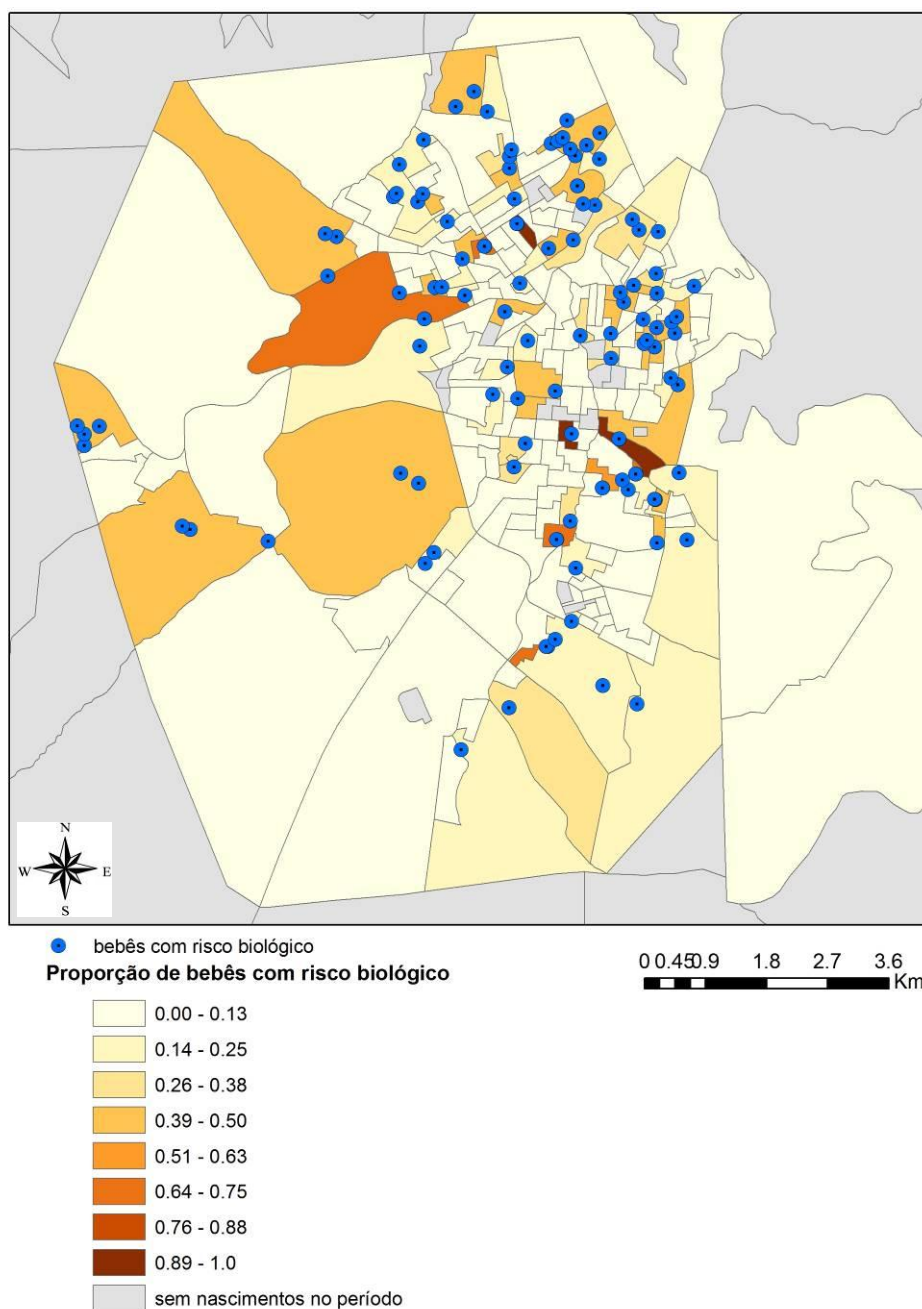 N
W E
S
bebês com risco biológico
Proporção de bebês com risco biológico
0 0.45 0.9 1.8 2.7 3.6
Km
0.00 - 0.13
0.14 - 0.25
0.26 - 0.38
0.39 - 0.50
0.51 - 0.63
0.64 - 0.75
0.76 - 0.88
0.89 - 1.0
sem nascimentos no período